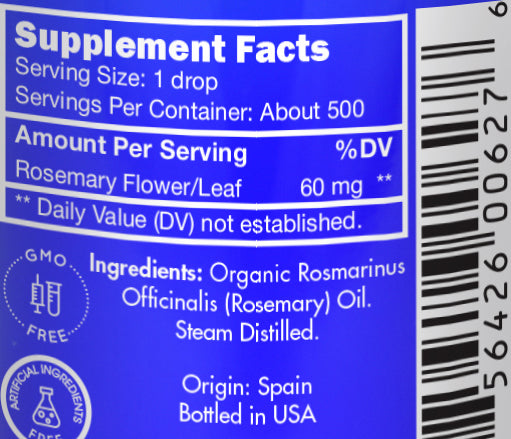 Supplement Facts
Serving Size: 1 drop
Servings Per Container: About 500
Amount Per Serving %DV
Rosemary Flower/Leaf 60 mg **
** Daily Value (DV) not established.
GMO
FREE
Ingredients: Organic Rosmarinus
Officinalis (Rosemary) Oil.
Steam Distilled.
ARTIFICIAL INGREDIENTS
FREE
Origin: Spain
Bottled in USA
56426 00627 6